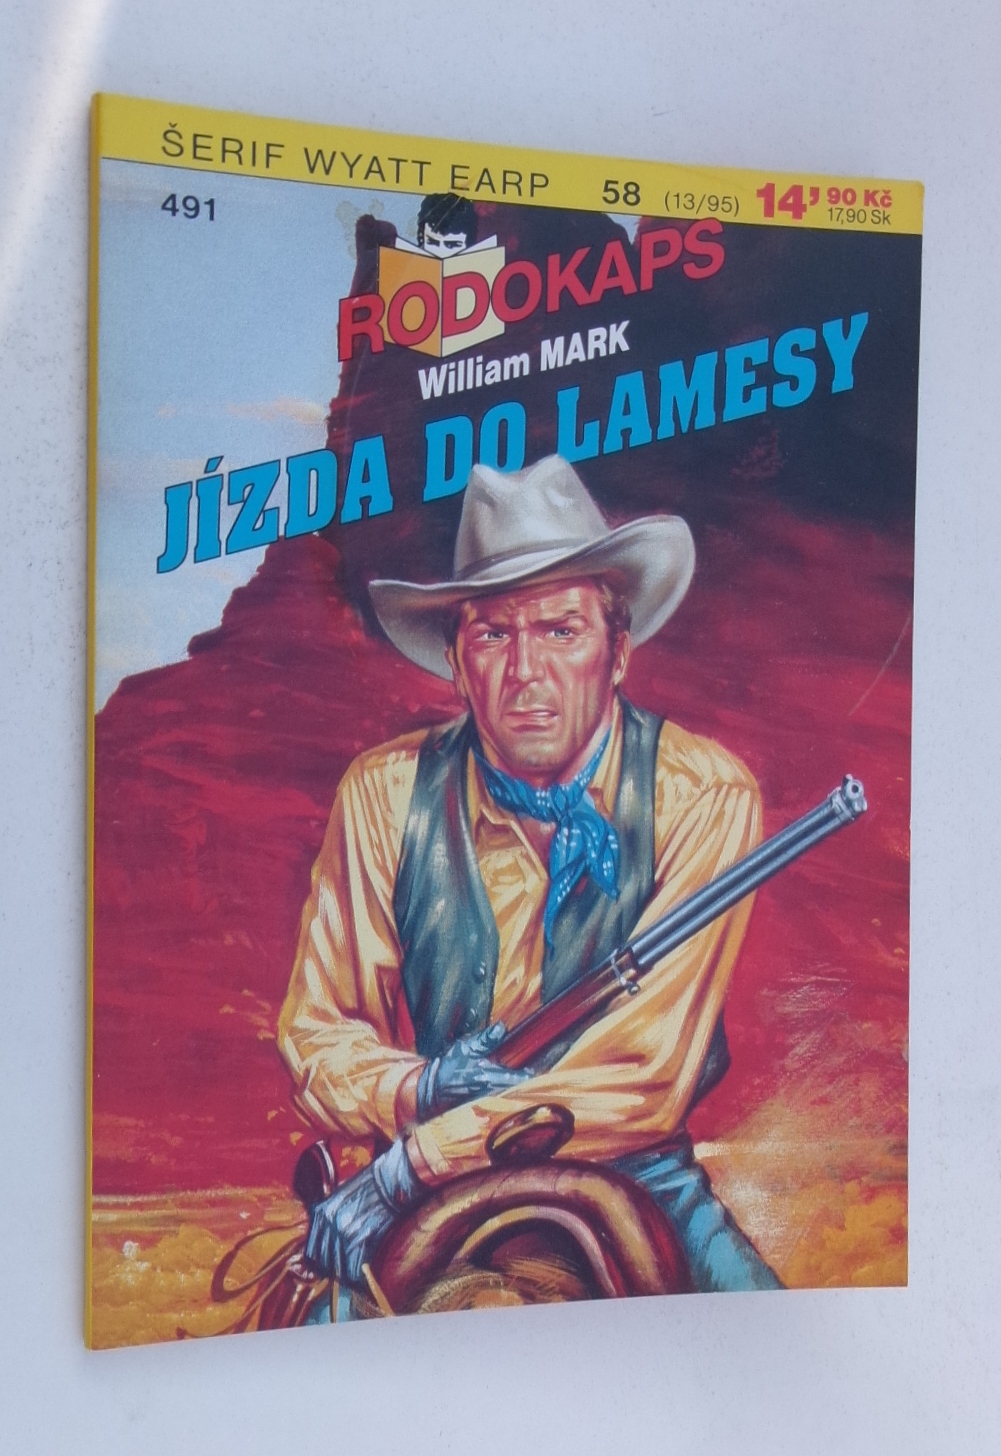 ŠERIF WYATT EARP 58 (13/95) 14,90 Kč
17,90 Sk
491
RODOKAPS
William MARK
JÍZDA DO LAMESY